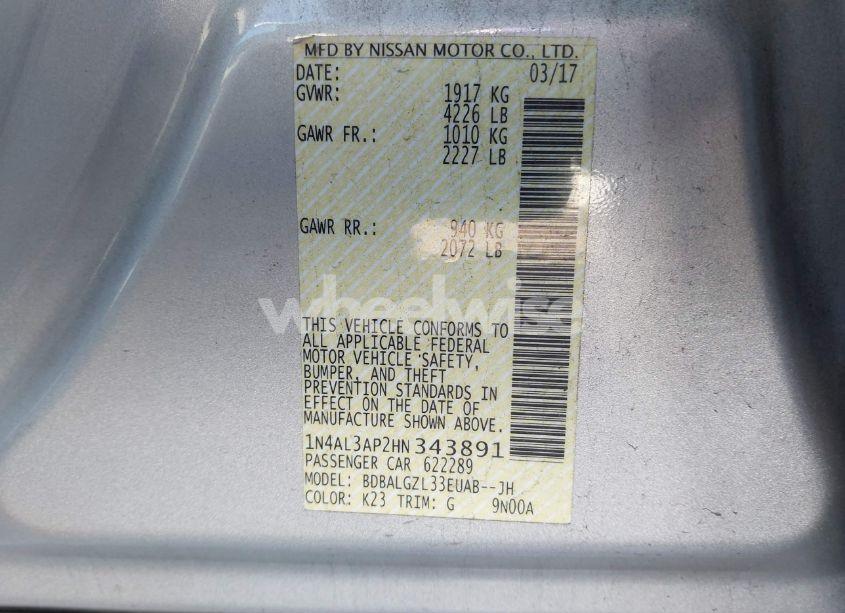 MFD BY NISSAN MOTOR CO., LTD.
DATE: 03/17
GVWR: 1917 KG
4226 LB
GAWR FR.: 1010 KG
2227 LB
GAWR RR.: 940 KG
2072 LB
wheelwise
THIS VEHICLE CONFORMS TO
ALL APPLICABLE FEDERAL
MOTOR VEHICLE SAFETY,
BUMPER, AND THEFT
PREVENTION STANDARDS IN
EFFECT ON THE DATE OF
MANUFACTURE SHOWN ABOVE.
1N4AL3AP2HN343891
PASSENGER CAR 622289
MODEL: BDBALGZL33EUAB--JH
COLOR: K23 TRIM: G 9N00A